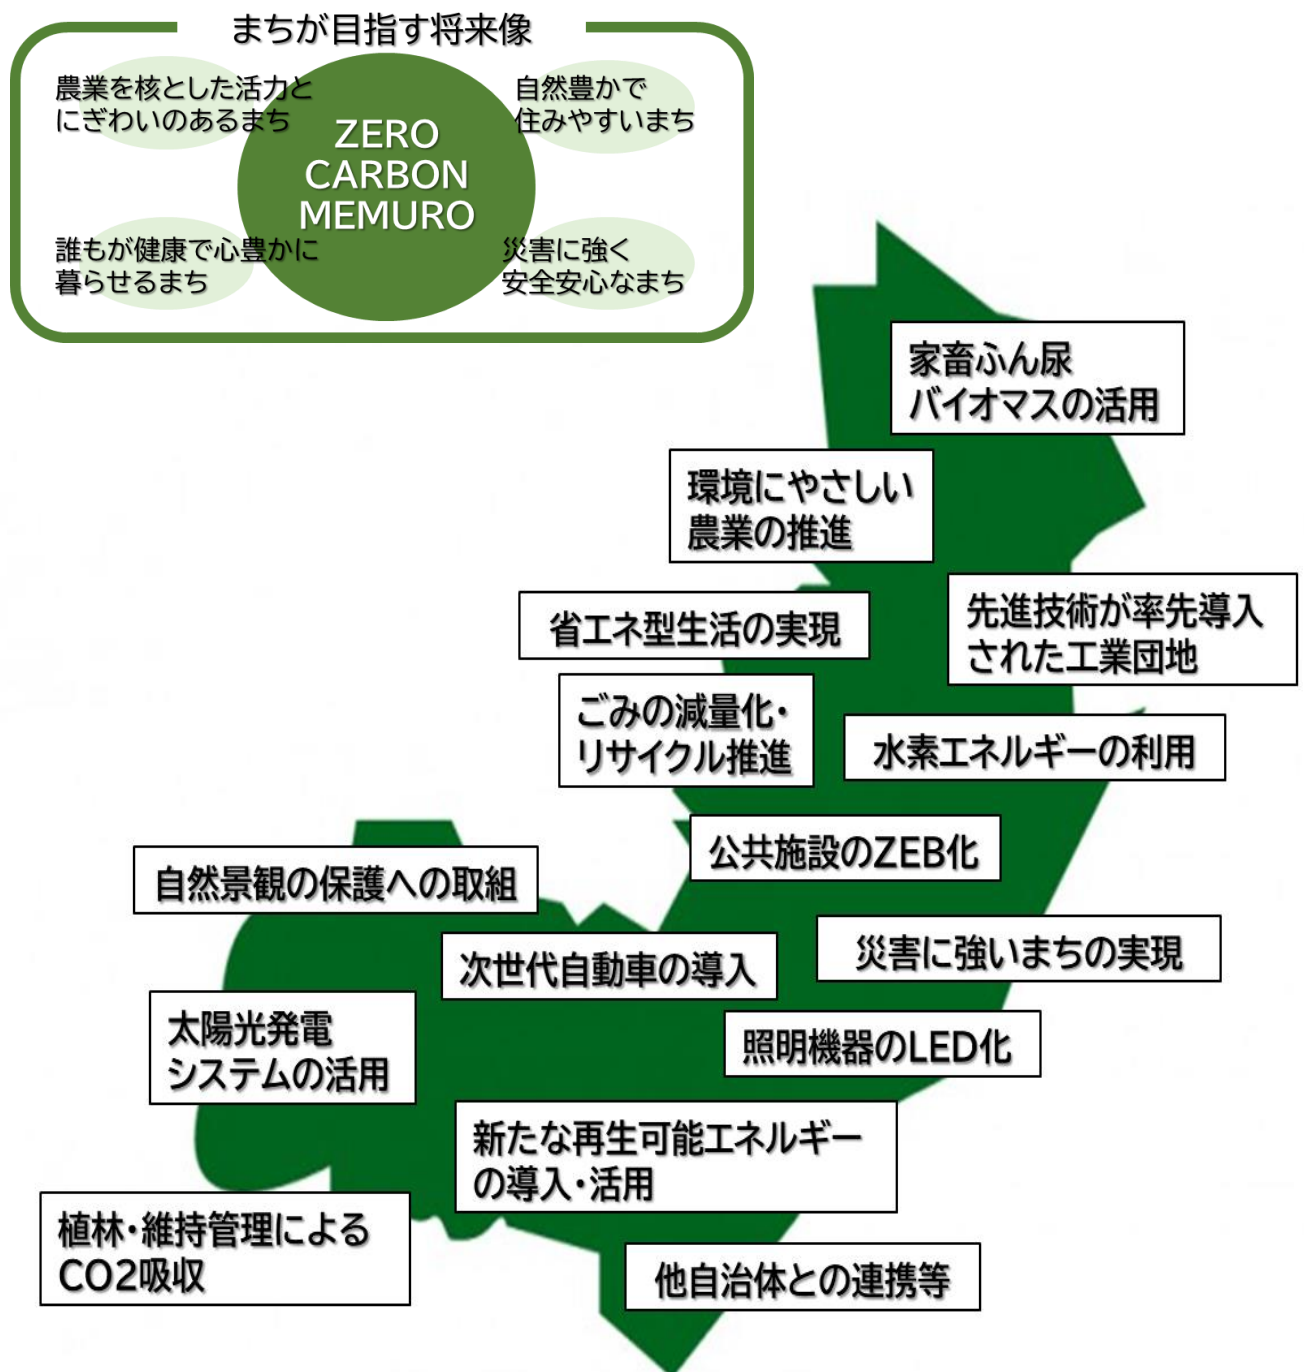 まちが目指す将来像
農業を核とした活力と
にぎわいのあるまち
自然豊かで
住みやすいまち
ZERO
CARBON
MEMURO
誰もが健康で心豊かに
暮らせるまち
災害に強く
安全安心なまち
家畜ふん尿
バイオマスの活用
環境にやさしい
農業の推進
省エネ型生活の実現
先進技術が率先導入
された工業団地
ごみの減量化・
リサイクル推進
水素エネルギーの利用
公共施設のZEB化
自然景観の保護への取組
災害に強いまちの実現
次世代自動車の導入
太陽光発電
システムの活用
照明機器のLED化
新たな再生可能エネルギー
の導入・活用
植林・維持管理による
CO2吸収
他自治体との連携等